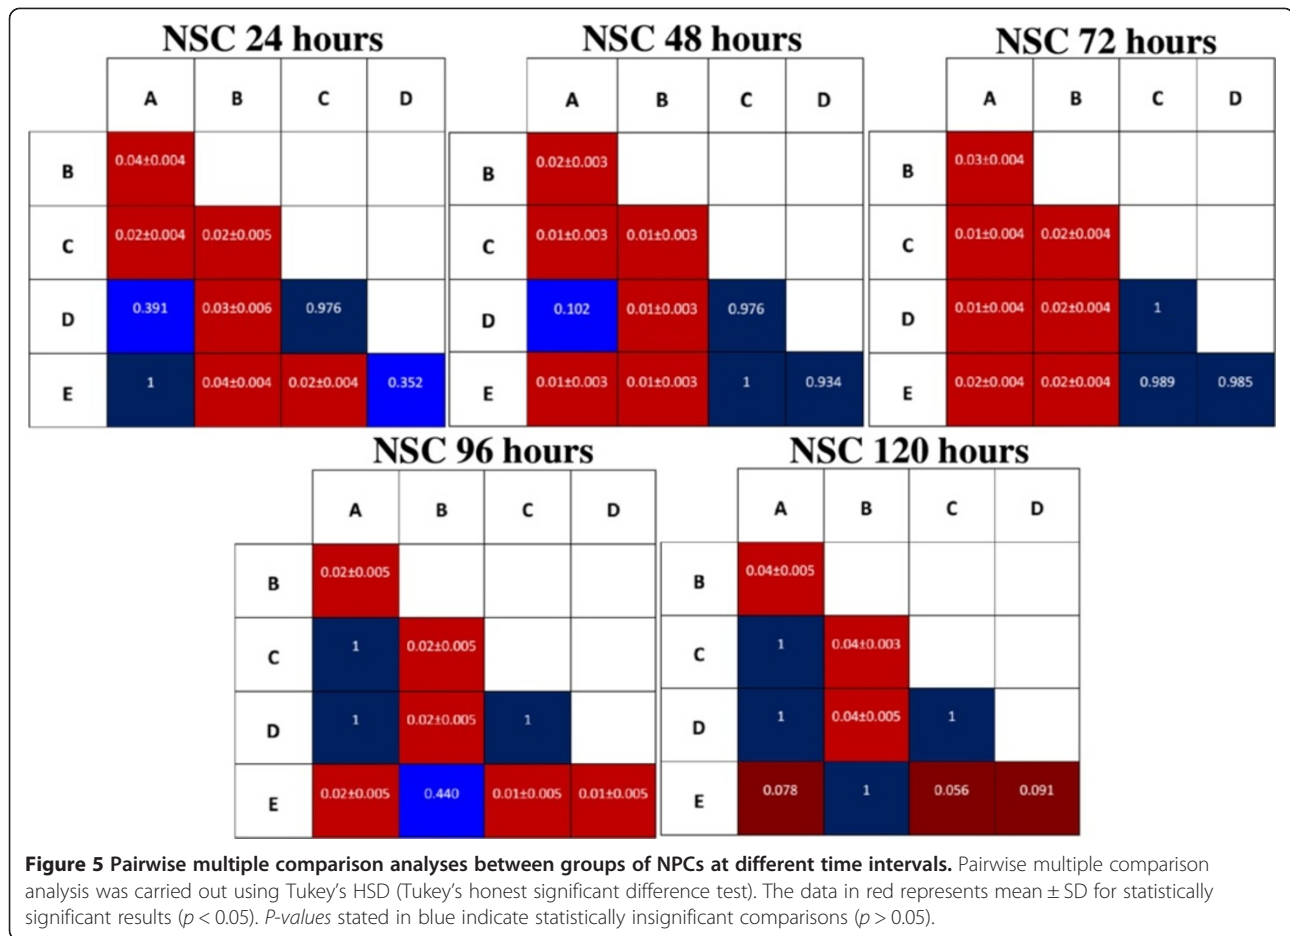 NSC 24 hours NSC 48 hours NSC 72 hours
A B C D A B C D A B C D
B 0.04±0.004 B 0.02±0.003 B 0.03±0.004
C 0.02±0.004 0.02±0.005 C 0.01±0.003 0.01±0.003 C 0.01±0.004 0.02±0.004
D 0.391 0.03±0.006 0.976 D 0.102 0.01±0.003 0.976 D 0.01±0.004 0.02±0.004 1
E 1 0.04±0.004 0.02±0.004 0.352 E 0.01±0.003 0.01±0.003 1 0.934 E 0.02±0.004 0.02±0.004 0.989 0.985
NSC 96 hours NSC 120 hours
A B C D A B C D
B 0.02±0.005 B 0.04±0.005
C 1 0.02±0.005 C 1 0.04±0.003
D 1 0.02±0.005 1 D 1 0.04±0.005 1
E 0.02±0.005 0.440 0.01±0.005 0.01±0.005 E 0.078 1 0.056 0.091
Figure 5 Pairwise multiple comparison analyses between groups of NPCs at different time intervals. Pairwise multiple comparison
analysis was carried out using Tukey's HSD (Tukey's honest significant difference test). The data in red represents mean ± SD for statistically
significant results (p < 0.05). P-values stated in blue indicate statistically insignificant comparisons (p > 0.05).